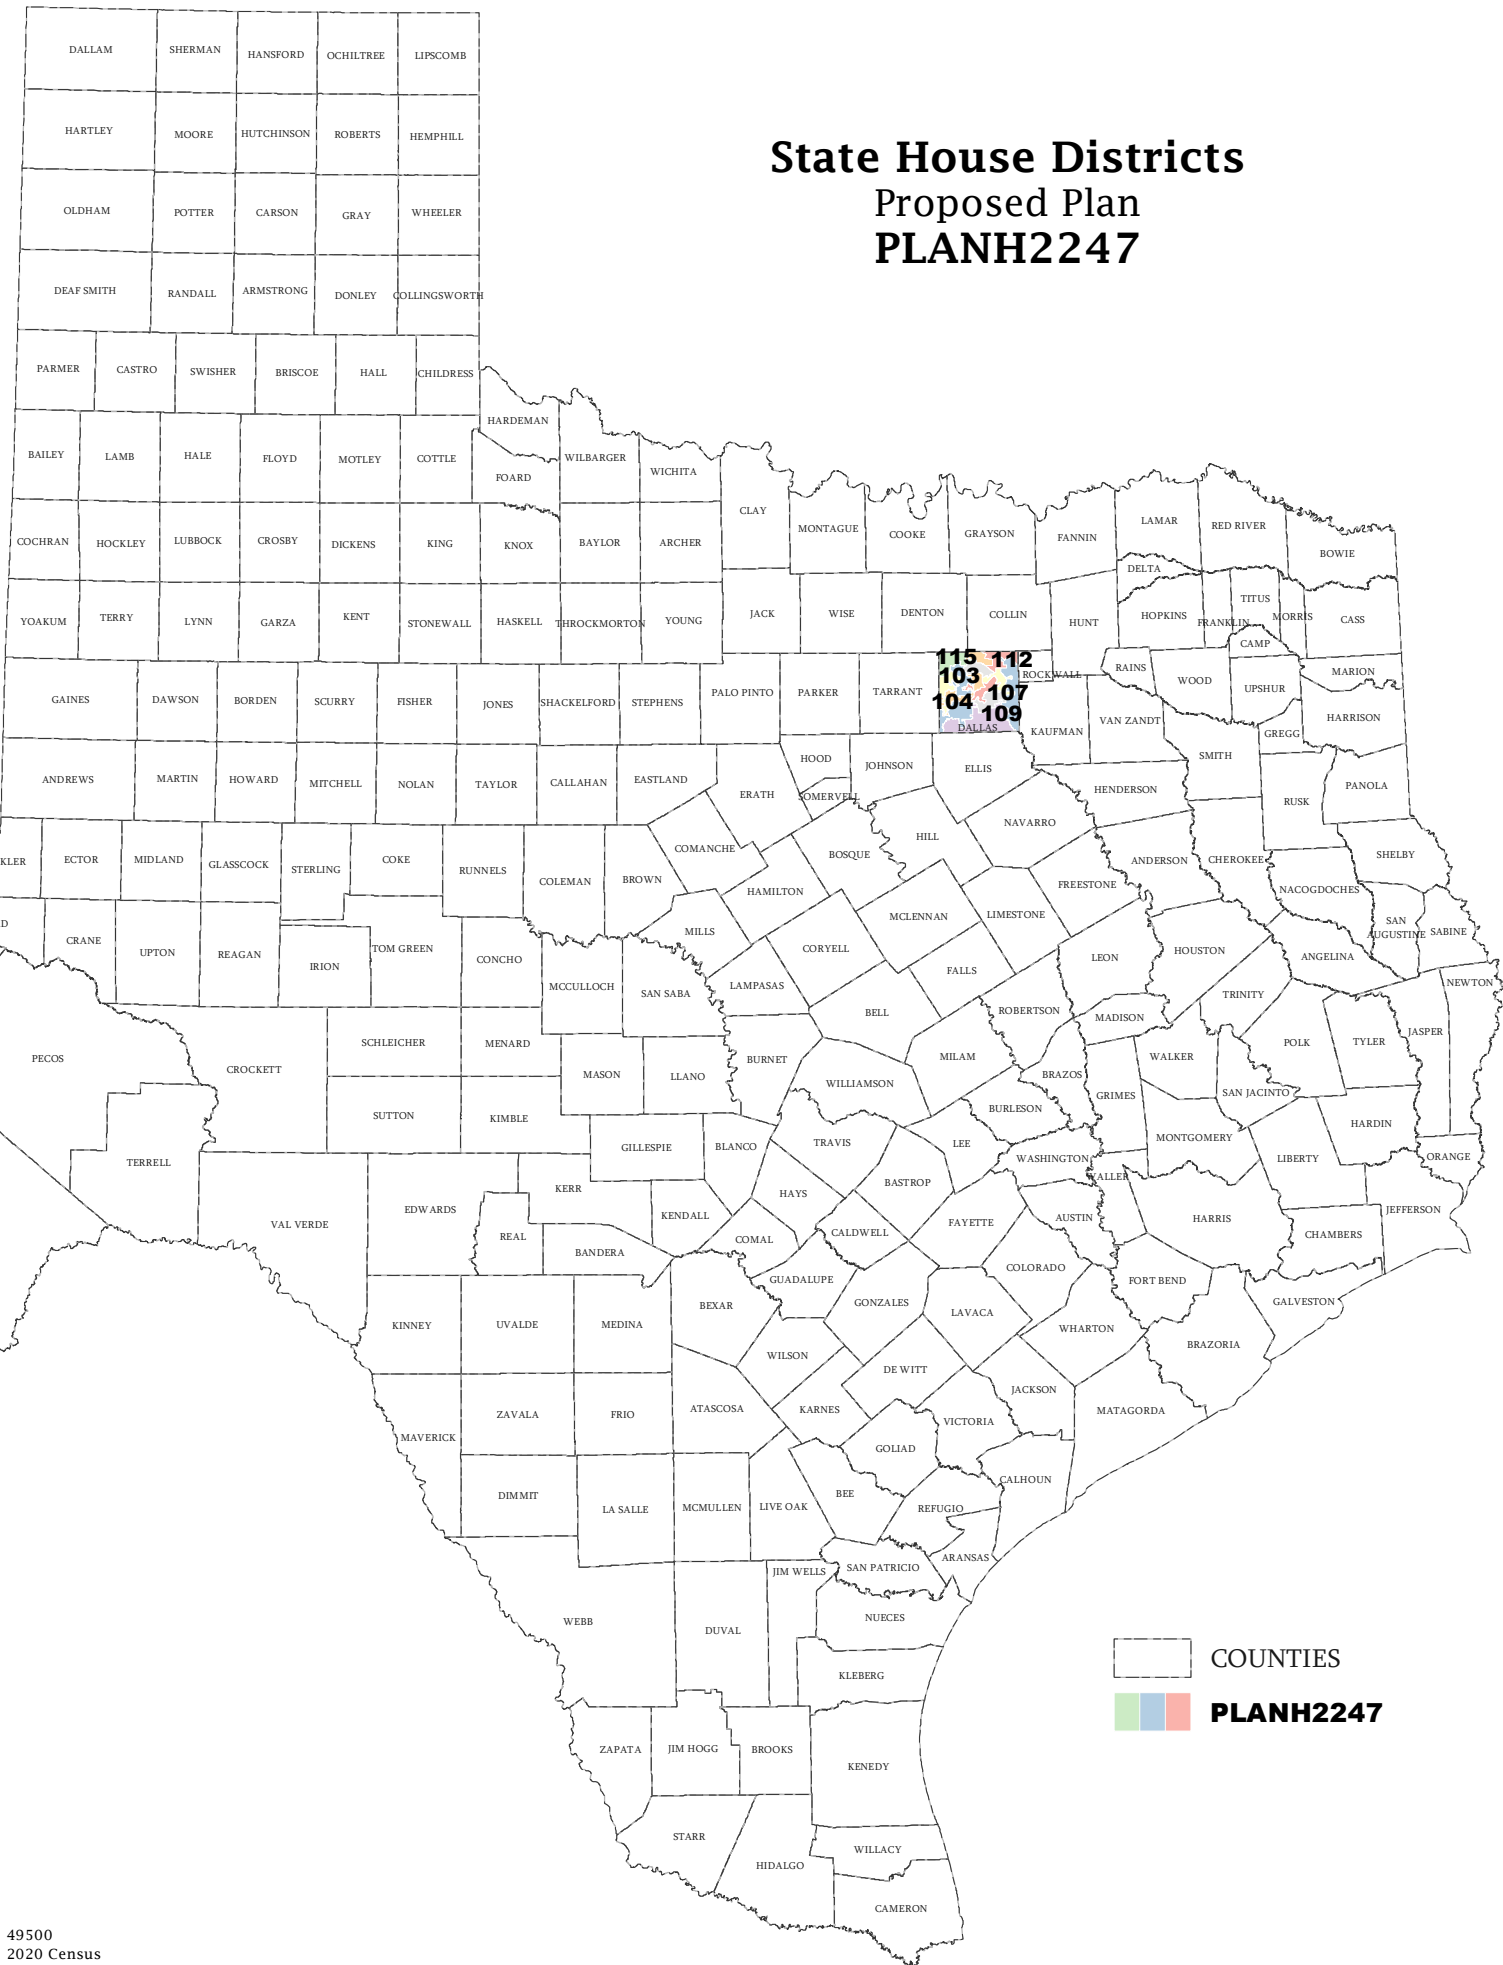 State House Districts
Proposed Plan
PLANH2247
DALLAM
SHERMAN
HANSFORD
OCHILTREE
LIPSCOMB
HARTLEY
MOORE
HUTCHINSON
ROBERTS
HEMPHILL
OLDHAM
POTTER
CARSON
GRAY
WHEELER
DEAF SMITH
RANDALL
ARMSTRONG
DONLEY
COLLINGSWORTH
PARMER
CASTRO
SWISHER
BRISCOE
HALL
CHILDRESS
HARDEMAN
BAILEY
LAMB
HALE
FLOYD
MOTLEY
COTTLE
FOARD
WILBARGER
WICHITA
CLAY
MONTAGUE
COOKE
GRAYSON
FANNIN
LAMAR
RED RIVER
BOWIE
COCHRAN
HOCKLEY
LUBBOCK
CROSBY
DICKENS
KING
KNOX
BAYLOR
ARCHER
DELTA
YOAKUM
TERRY
LYNN
GARZA
KENT
STONEWALL
HASKELL
THROCKMORTON
YOUNG
JACK
WISE
DENTON
COLLIN
HUNT
HOPKINS
FRANKLIN
TITUS
MORRIS
CASS
CAMP
115
112
103
ROCKWALL
107
104
109
DALLAS
GAINES
DAWSON
BORDEN
SCURRY
FISHER
JONES
SHACKELFORD
STEPHENS
PALO PINTO
PARKER
TARRANT
RAINS
WOOD
UPSHUR
MARION
HARRISON
KAUFMAN
VAN ZANDT
GREGG
SMITH
ANDREWS
MARTIN
HOWARD
MITCHELL
NOLAN
TAYLOR
CALLAHAN
EASTLAND
ERATH
HOOD
SOMERVELL
JOHNSON
ELLIS
HENDERSON
RUSK
PANOLA
NAVARRO
HILL
BOSQUE
COMANCHE
KLER
ECTOR
MIDLAND
GLASSCOCK
STERLING
COKE
RUNNELS
COLEMAN
BROWN
HAMILTON
ANDERSON
CHEROKEE
SHELBY
FREESTONE
NACOGDOCHES
MCLENNAN
LIMESTONE
D
CRANE
UPTON
REAGAN
IRION
TOM GREEN
CONCHO
MCCULLOCH
SAN SABA
MILLS
CORYELL
LAMPASAS
FALLS
LEON
HOUSTON
SAN
AUGUSTINE
SABINE
ANGELINA
TRINITY
NEWTON
BELL
ROBERTSON
MADISON
PECOS
CROCKETT
SCHLEICHER
MENARD
MASON
LLANO
BURNET
WILLIAMSON
MILAM
BRAZOS
WALKER
POLK
TYLER
JASPER
GRIMES
SAN JACINTO
SUTTON
KIMBLE
BURLESON
HARDIN
TERRELL
GILLESPIE
BLANCO
TRAVIS
LEE
WASHINGTON
MONTGOMERY
LIBERTY
ORANGE
WALLER
VAL VERDE
EDWARDS
KERR
REAL
KENDALL
HAYS
BASTROP
FAYETTE
AUSTIN
HARRIS
JEFFERSON
CHAMBERS
BANDERA
COMAL
CALDWELL
COLORADO
FORT BEND
GALVESTON
GUADALUPE
GONZALES
LAVACA
WHARTON
BRAZORIA
BEXAR
KINNEY
UVALDE
MEDINA
WILSON
DE WITT
JACKSON
MATAGORDA
ZAVALA
FRIO
ATASCOSA
KARNES
VICTORIA
MAVERICK
GOLIAD
CALHOUN
DIMMIT
LA SALLE
MCMULLEN
LIVE OAK
BEE
REFUGIO
ARANSAS
SAN PATRICIO
JIM WELLS
NUECES
WEBB
DUVAL
KLEBERG
ZAPATA
JIM HOGG
BROOKS
KENEDY
STARR
HIDALGO
WILLACY
CAMERON
COUNTIES
PLANH2247
49500
2020 Census